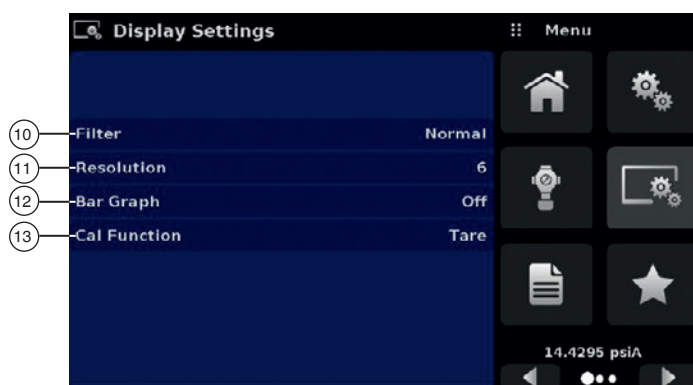 Display Settings
Menu
10 Filter Normal
11 Resolution 6
12 Bar Graph Off
13 Cal Function Tare
14.4295 psiA